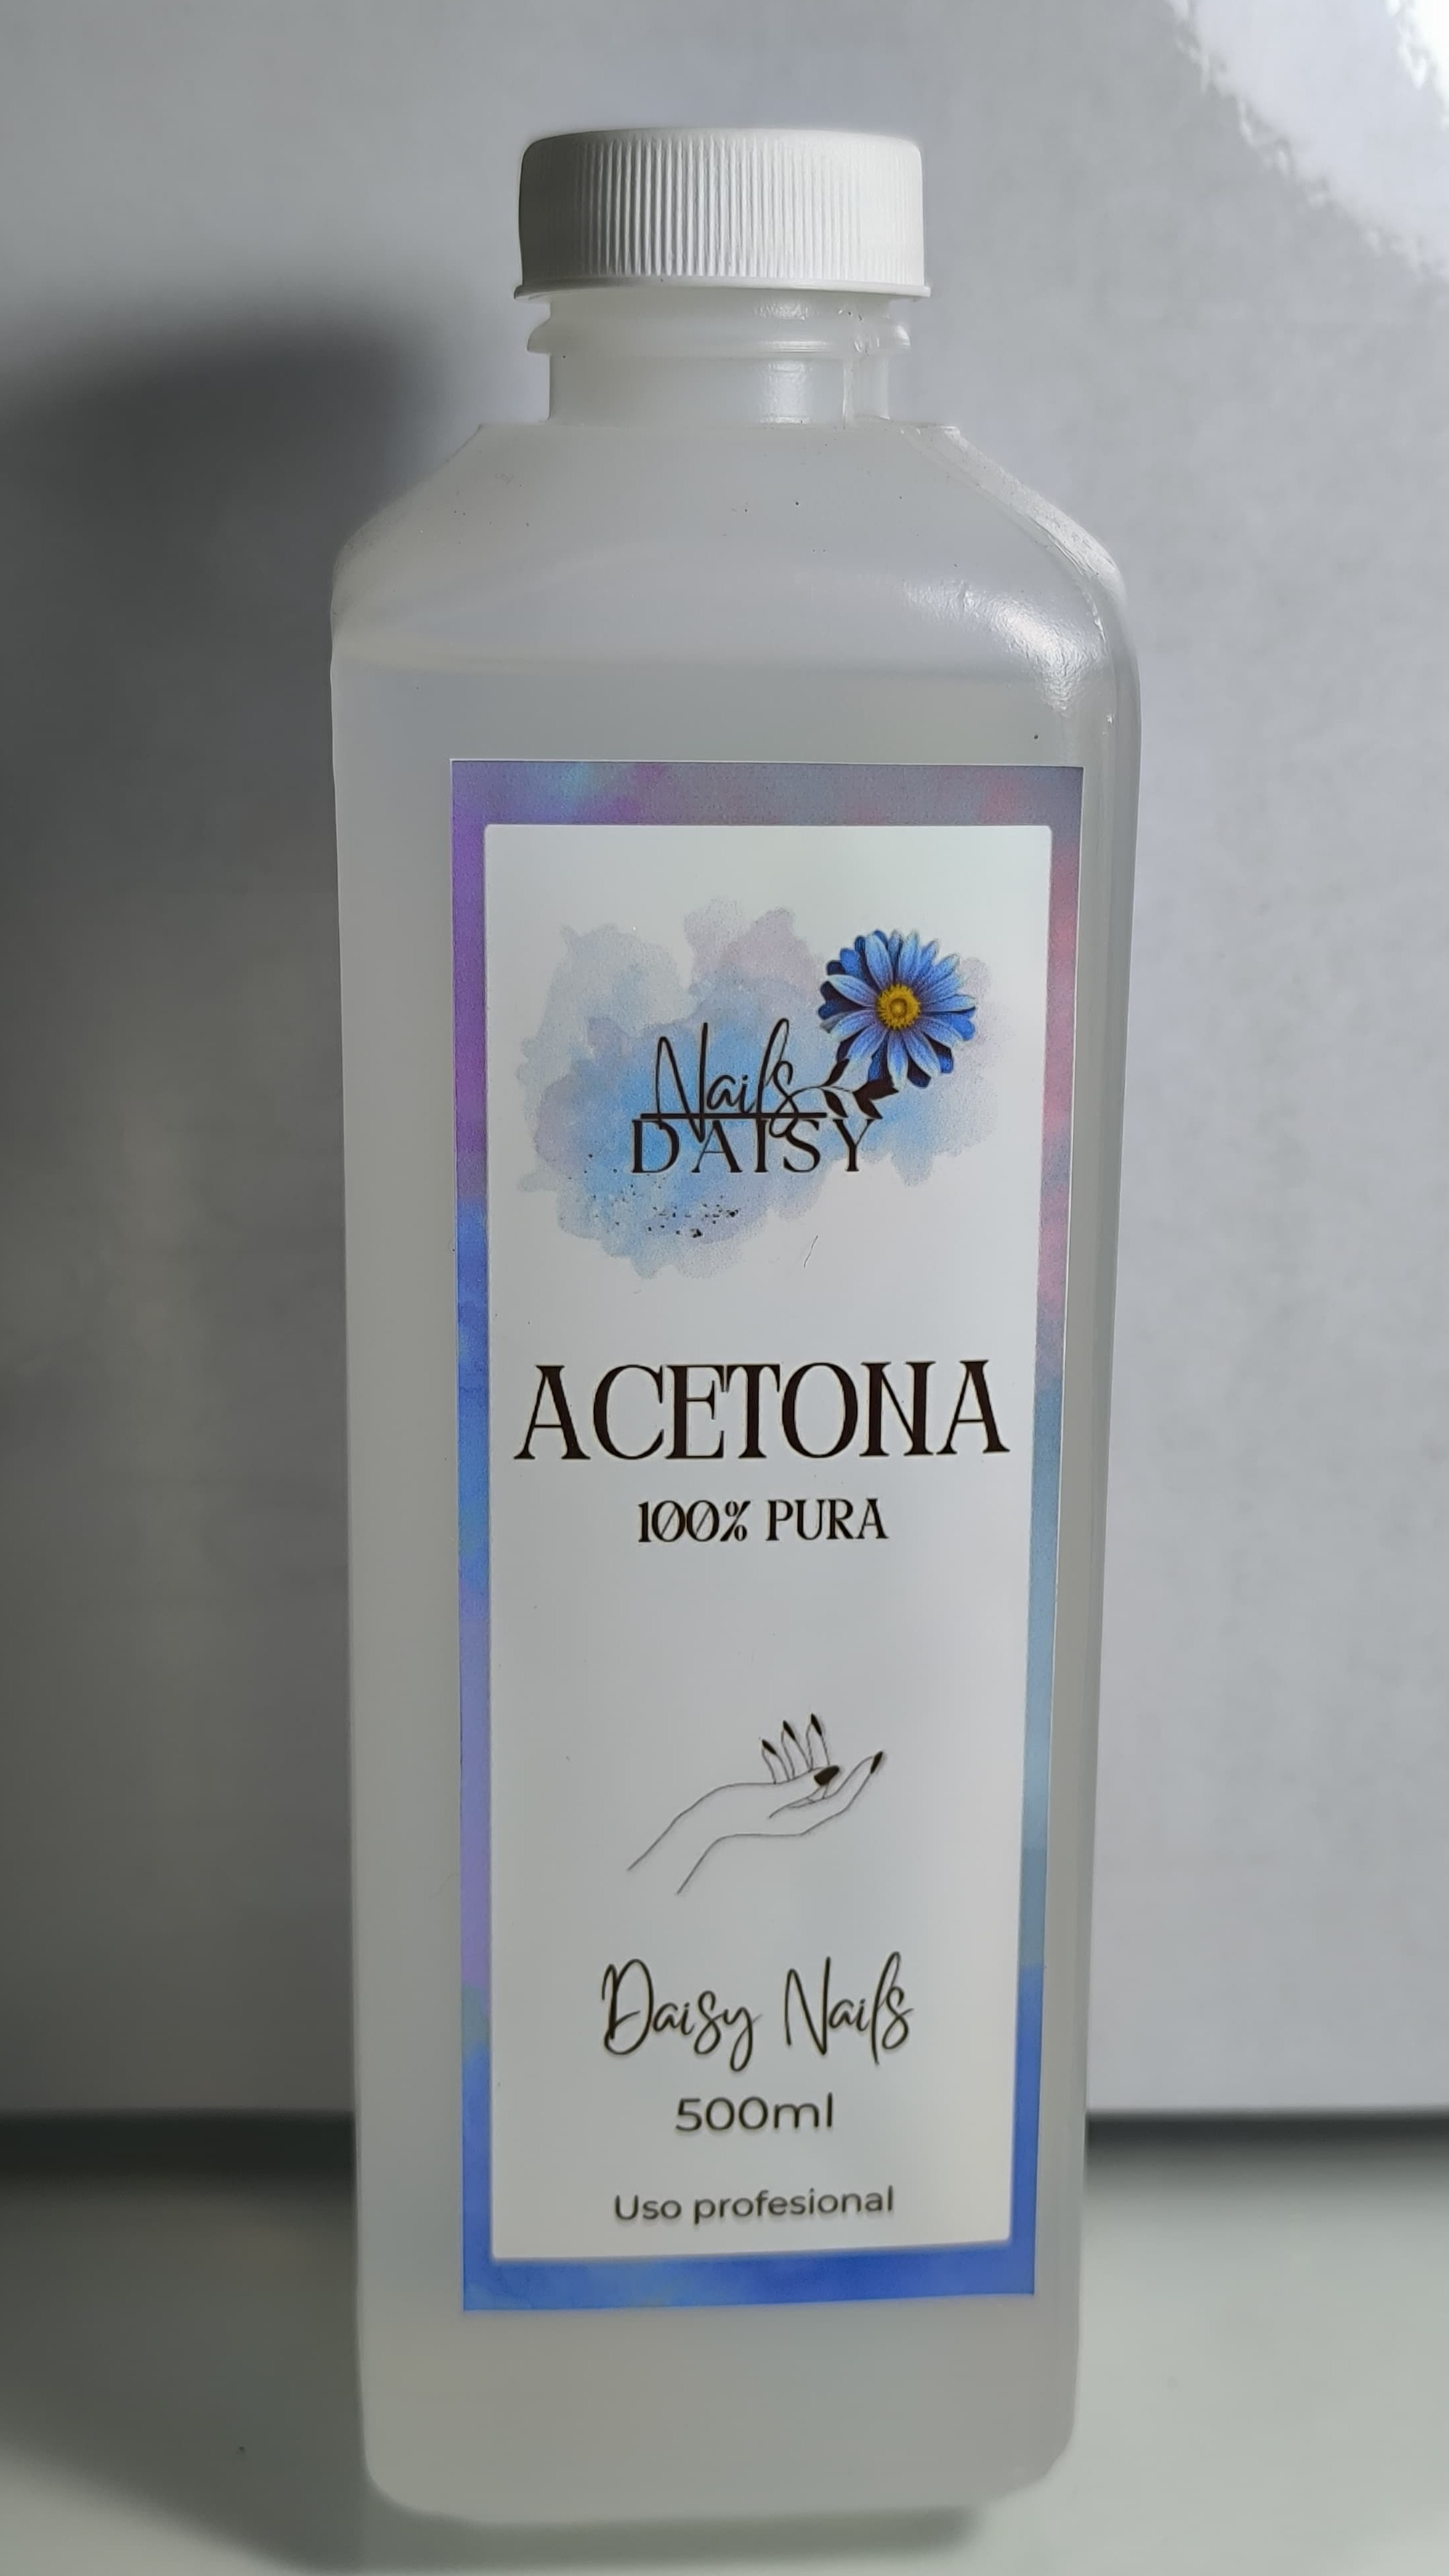 Nails
DAISY
ACETONA
100% PURA
Daisy Nails
500ml
Uso profesional